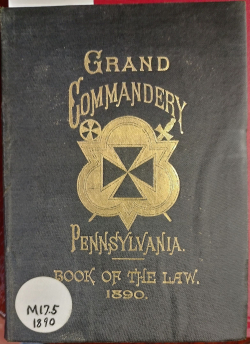 GRAND
COMMANDERY
PENNSYLVANIA.
BOOK OF THE LAW.
1890.
M17.5
1890